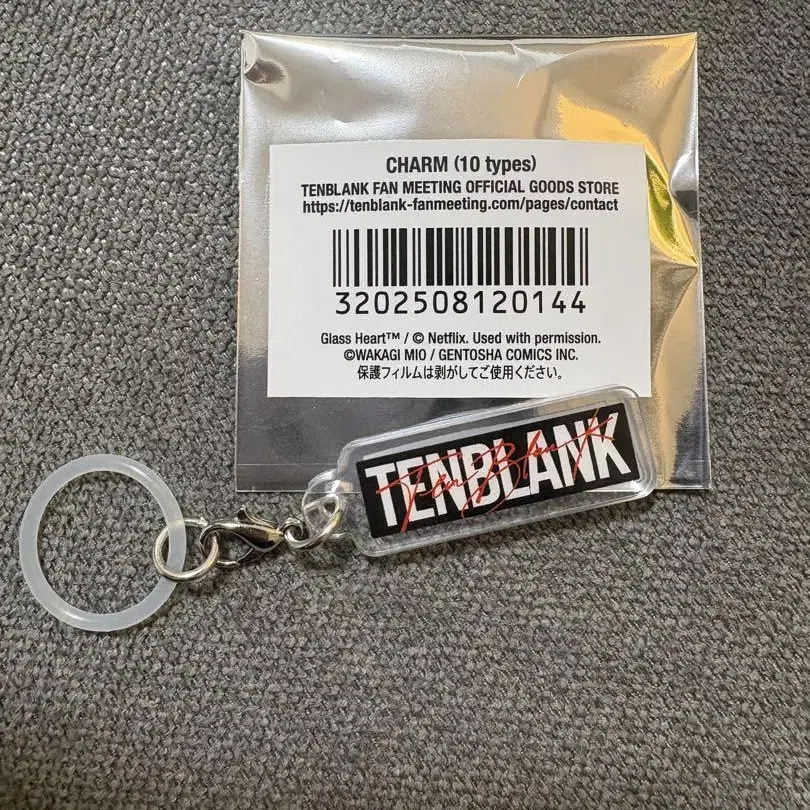 CHARM (10 types)
TENBLANK FAN MEETING OFFICIAL GOODS STORE
https://tenblank-fanmeeting.com/pages/contact
3202508120144
Glass Heart™ / © Netflix. Used with permission.
©WAKAGI MIO / GENTOSHA COMICS INC.
保護フィルムは剥がしてご使用ください。
TENBLANK
TenBlank